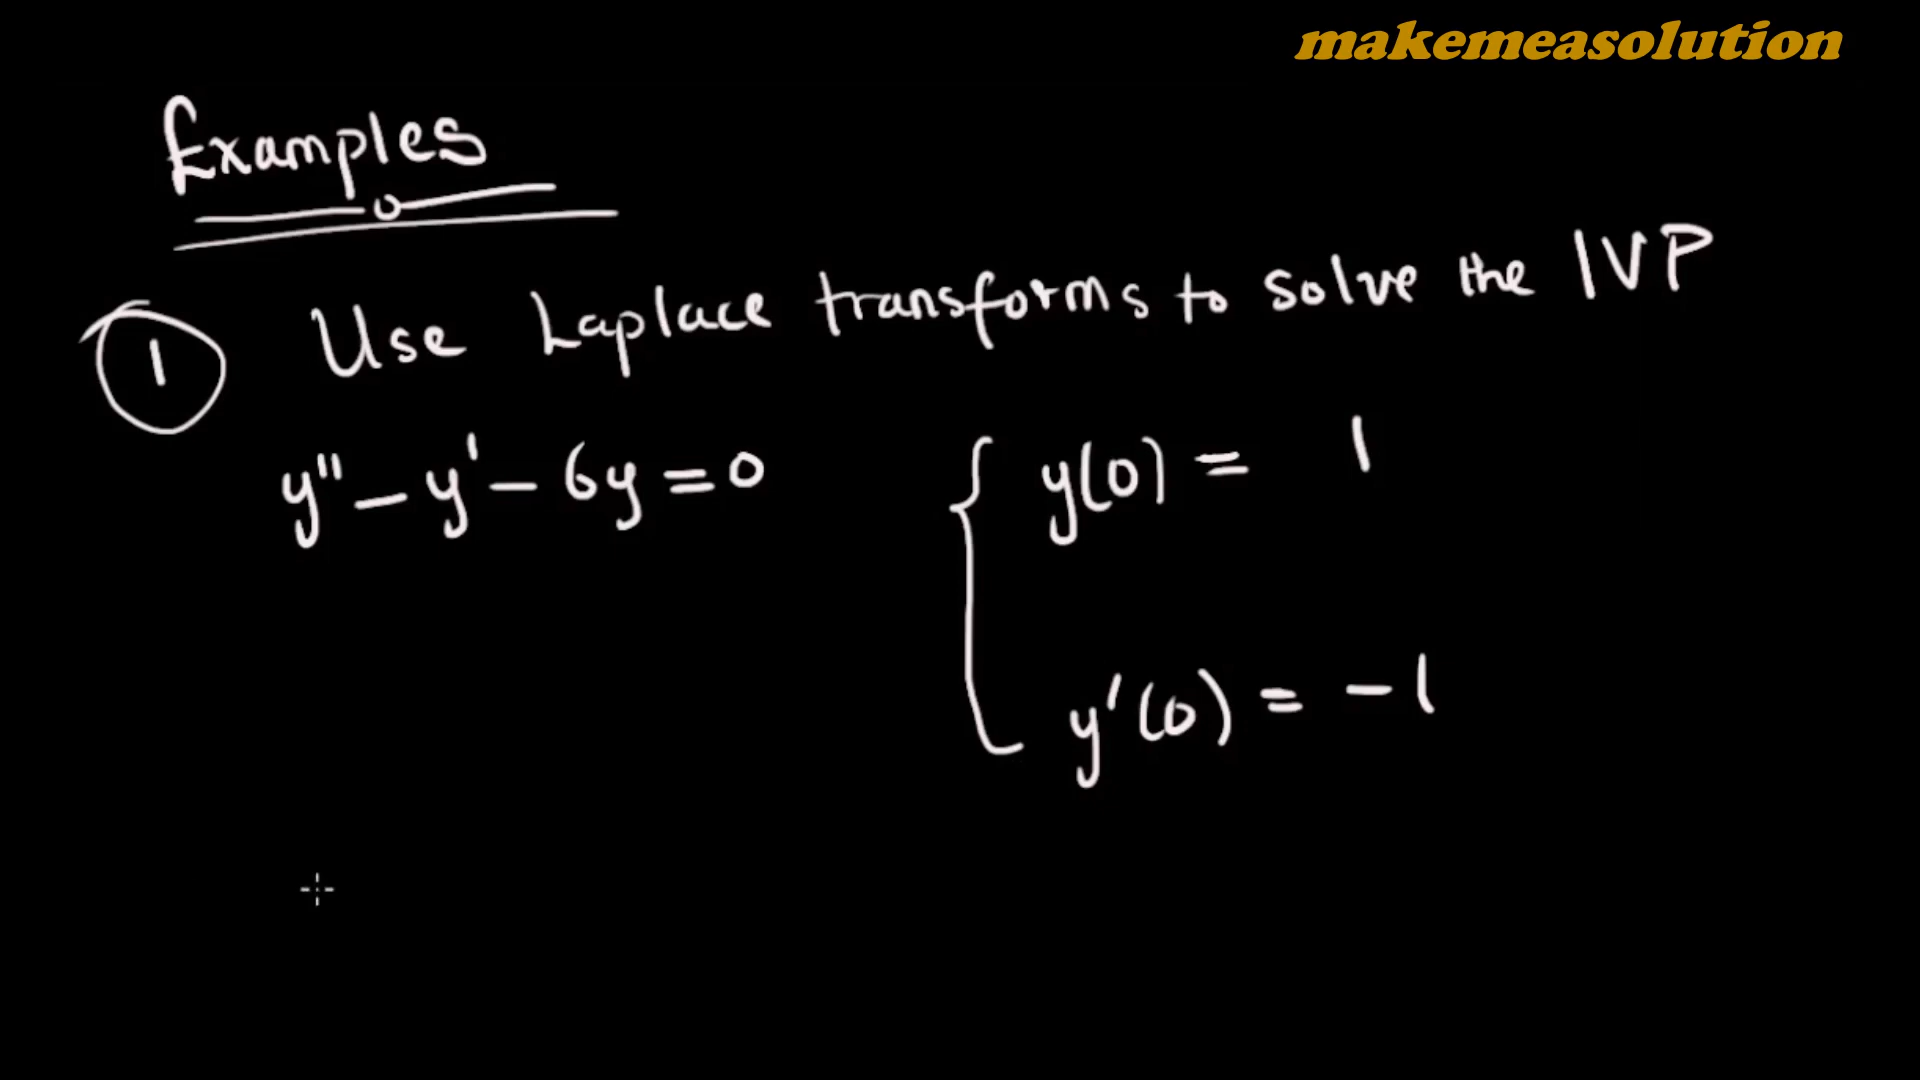 makemeasolution
Examples
1 Use Laplace transforms to solve the IVP
y'' - y' - 6y = 0 { y(0) = 1
y'(0) = -1